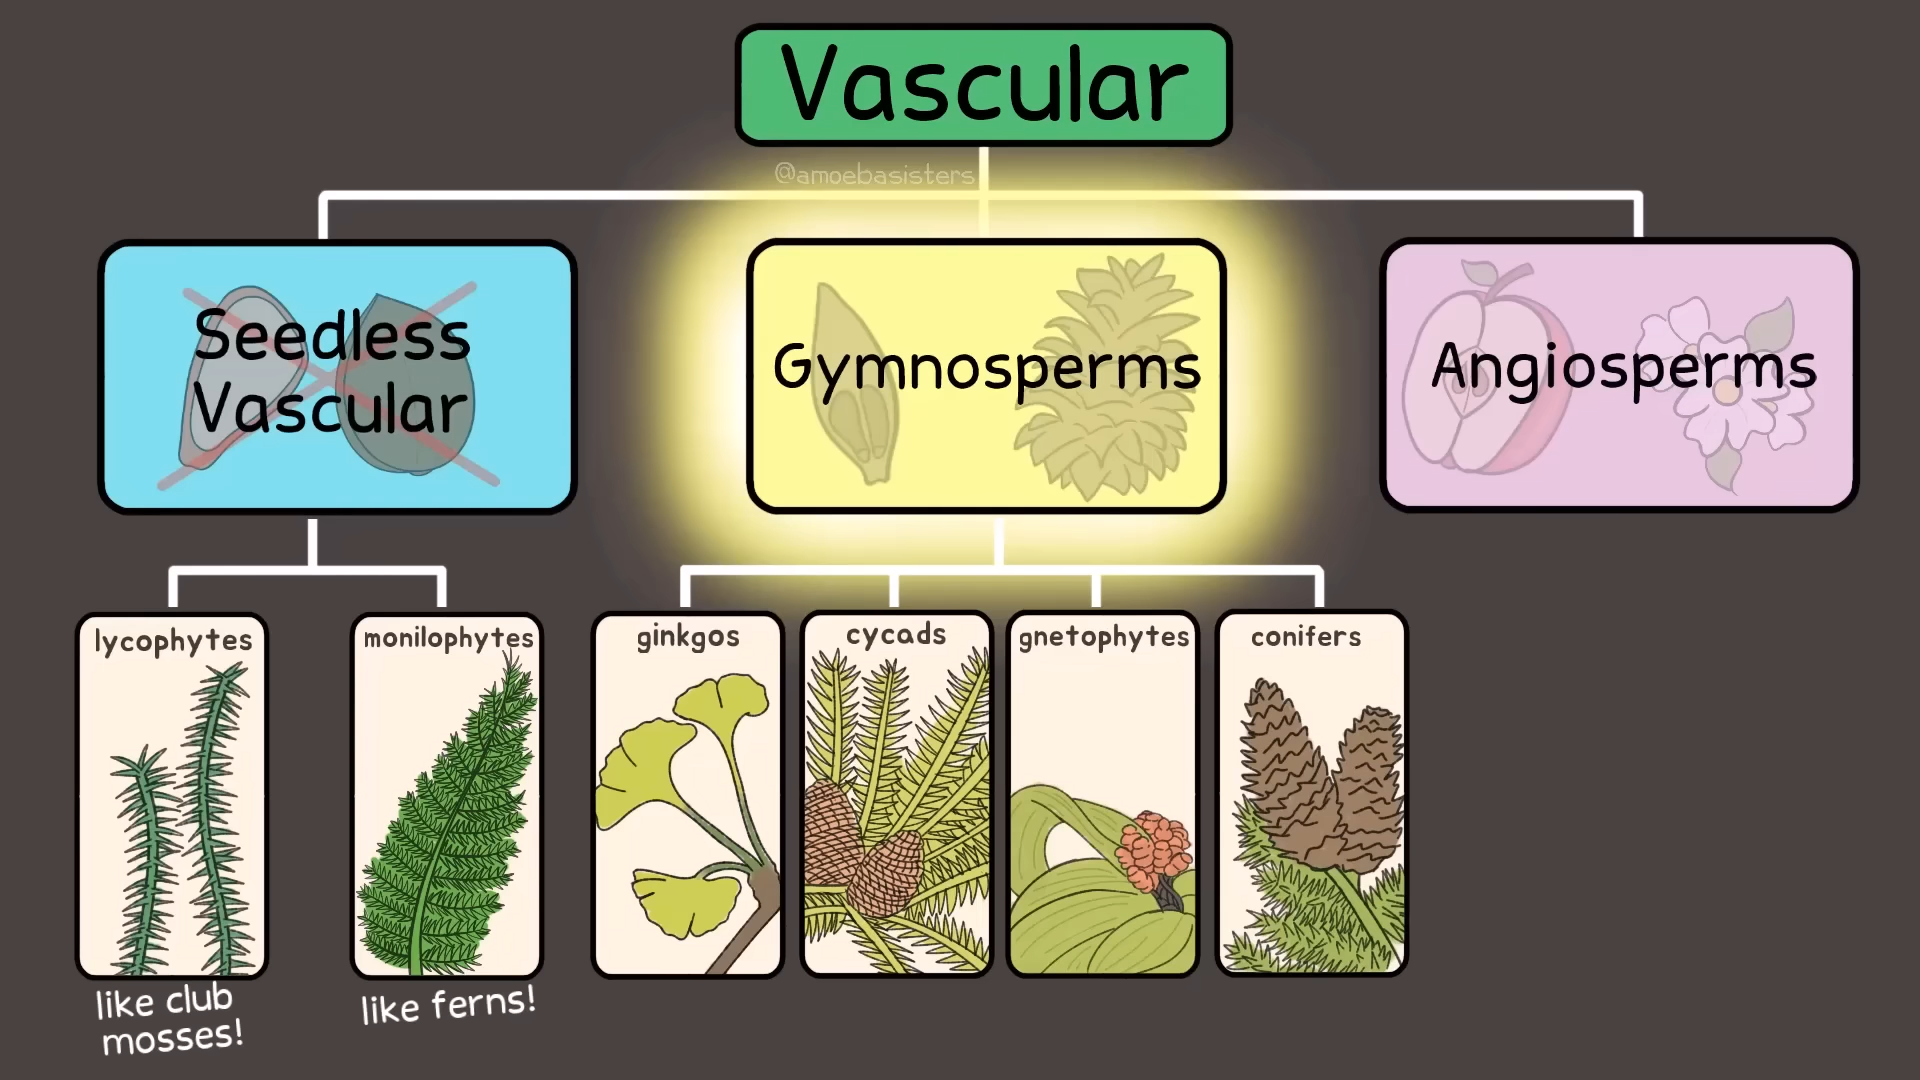 Vascular
@amoebasisters
Seedless
Vascular
Gymnosperms
Angiosperms
lycophytes
monilophytes
ginkgos
cycads
gnetophytes
conifers
like club
mosses!
like ferns!